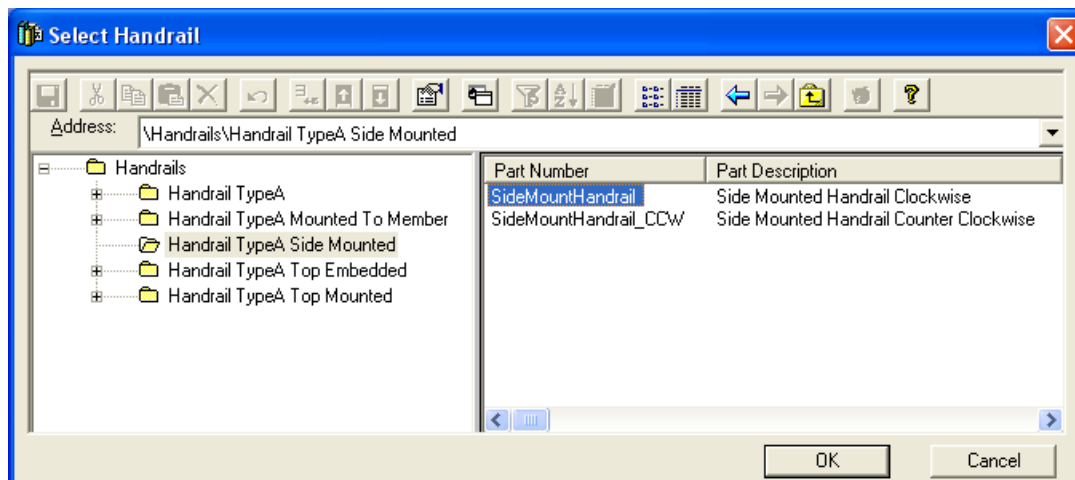 Select Handrail
Address: \Handrails\Handrail TypeA Side Mounted
Handrails
Handrail TypeA
Handrail TypeA Mounted To Member
Handrail TypeA Side Mounted
Handrail TypeA Top Embedded
Handrail TypeA Top Mounted
Part Number Part Description
SideMountHandrail Side Mounted Handrail Clockwise
SideMountHandrail_CCW Side Mounted Handrail Counter Clockwise
OK Cancel